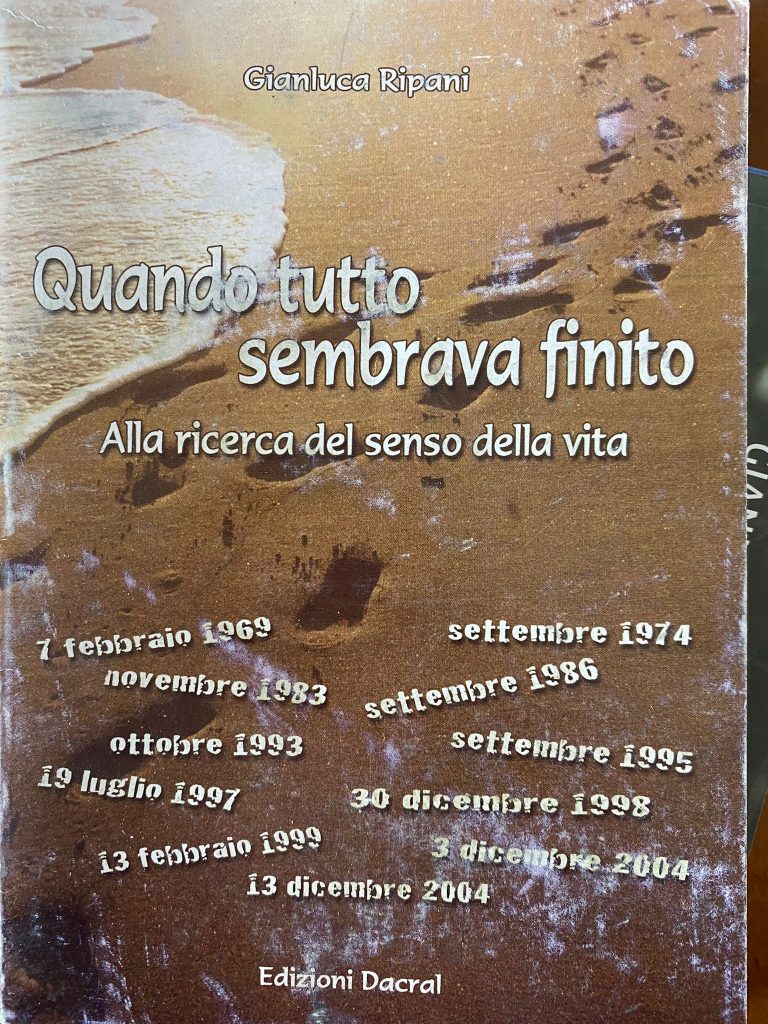 Gianluca Ripani
Quando tutto
sembrava finito
Alla ricerca del senso della vita
7 febbraio 1969
settembre 1974
novembre 1983
settembre 1986
ottobre 1993
settembre 1995
19 luglio 1997
30 dicembre 1998
13 febbraio 1999
3 dicembre 2004
13 dicembre 2004
Edizioni Dacral